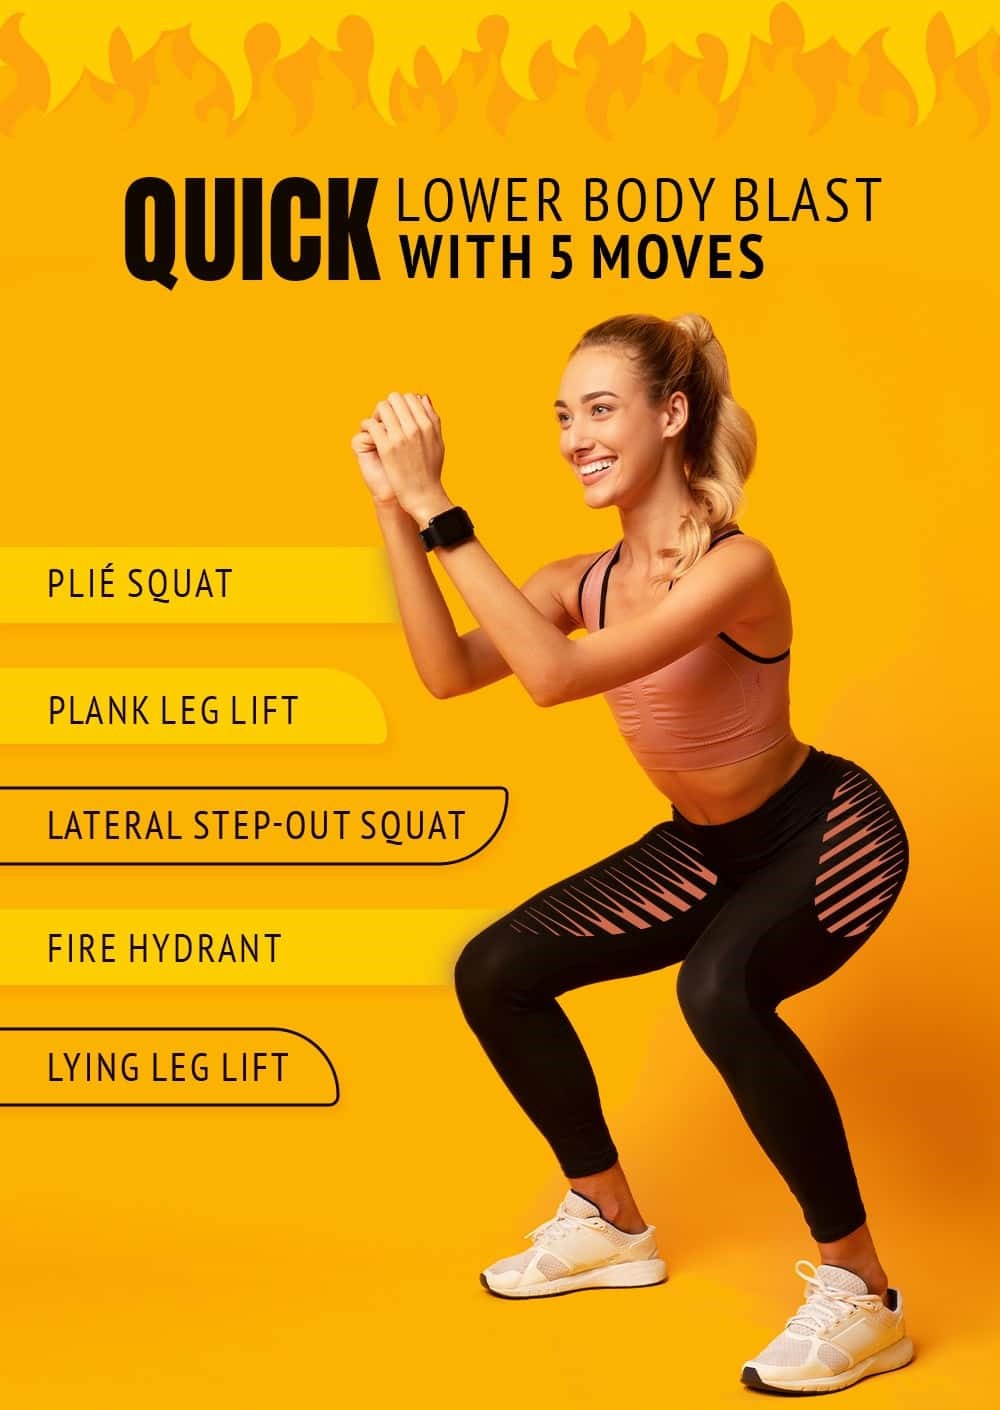 QUICK LOWER BODY BLAST
WITH 5 MOVES
PLIÉ SQUAT
PLANK LEG LIFT
LATERAL STEP-OUT SQUAT
FIRE HYDRANT
LYING LEG LIFT